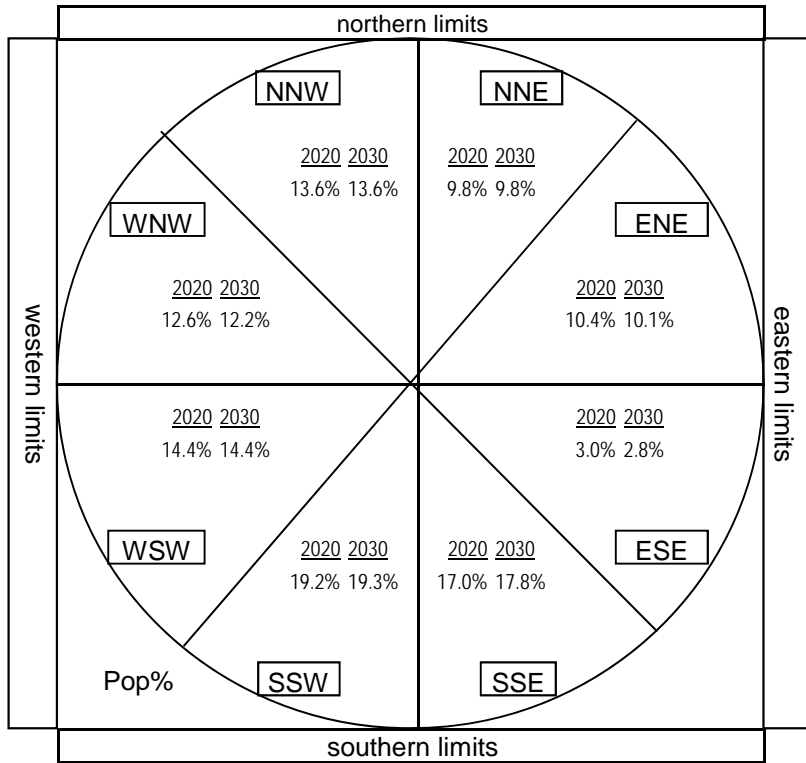 northern limits
NNW
NNE
2020 2030
13.6% 13.6%
2020 2030
9.8% 9.8%
WNW
ENE
2020 2030
12.6% 12.2%
2020 2030
10.4% 10.1%
western limits
eastern limits
2020 2030
14.4% 14.4%
2020 2030
3.0% 2.8%
WSW
ESE
2020 2030
19.2% 19.3%
2020 2030
17.0% 17.8%
Pop%
SSW
SSE
southern limits